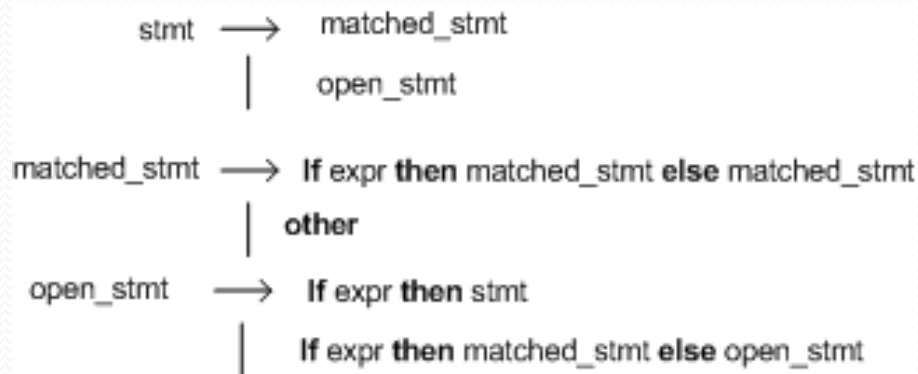 stmt → matched_stmt
| open_stmt
matched_stmt → If expr then matched_stmt else matched_stmt
| other
open_stmt → If expr then stmt
| If expr then matched_stmt else open_stmt